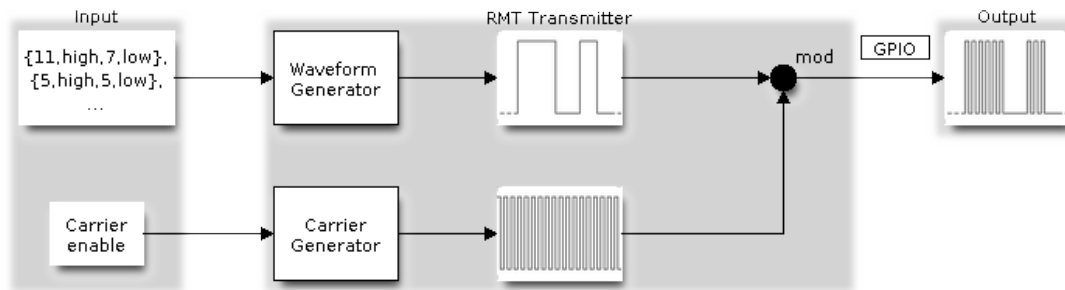 Input
RMT Transmitter
Output
{11,high,7,low},
{5,high,5,low},
...
Waveform
Generator
mod
GPIO
Carrier
enable
Carrier
Generator